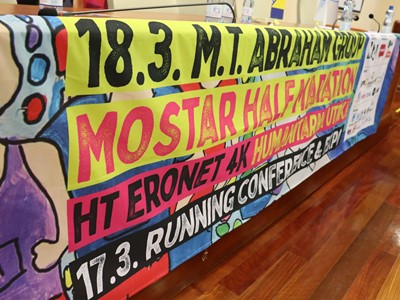 18.3. M.T. ABRAHAM GROUP
MOSTAR HALF MARATHON
HT ERONET 4K HUMANITARNA UTRKA
17.3. RUNNING CONFERENCE & EXPO